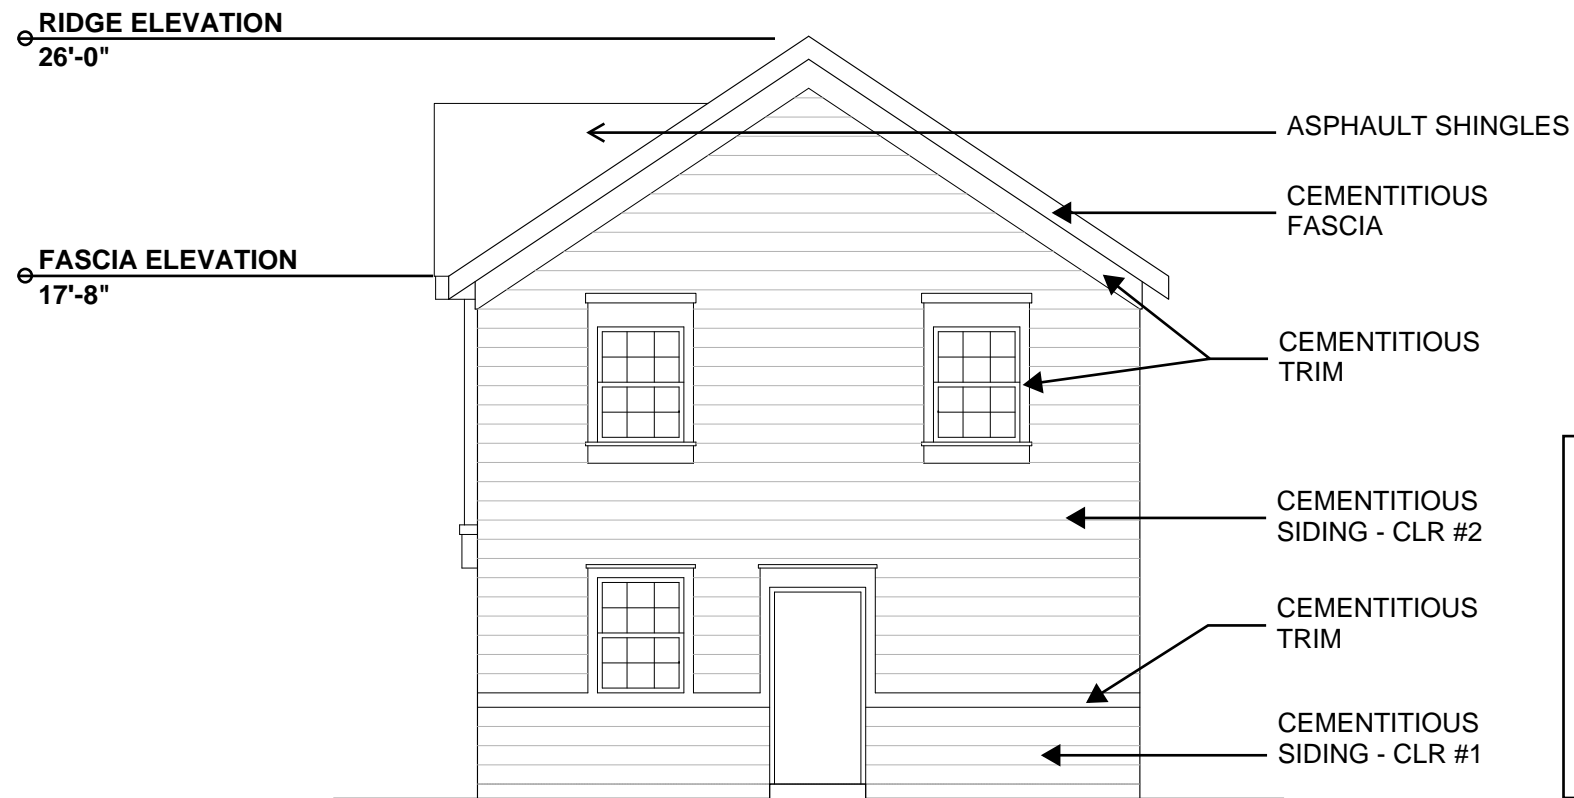 RIDGE ELEVATION
26'-0"
ASPHAULT SHINGLES
CEMENTITIOUS
FASCIA
FASCIA ELEVATION
17'-8"
CEMENTITIOUS
TRIM
CEMENTITIOUS
SIDING - CLR #2
CEMENTITIOUS
TRIM
CEMENTITIOUS
SIDING - CLR #1